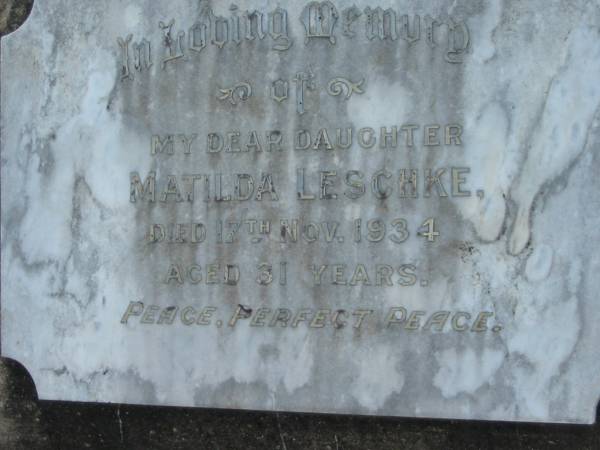 In Loving Memory
of
MY DEAR DAUGHTER
MATILDA LESCHKE,
DIED 17TH NOV. 1934
AGED 31 YEARS.
PEACE, PERFECT PEACE.